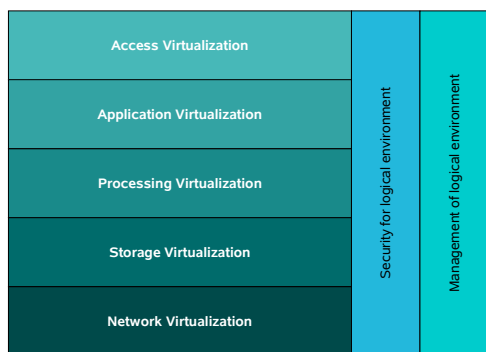 Access Virtualization
Application Virtualization
Processing Virtualization
Storage Virtualization
Network Virtualization
Security for logical environment
Management of logical environment